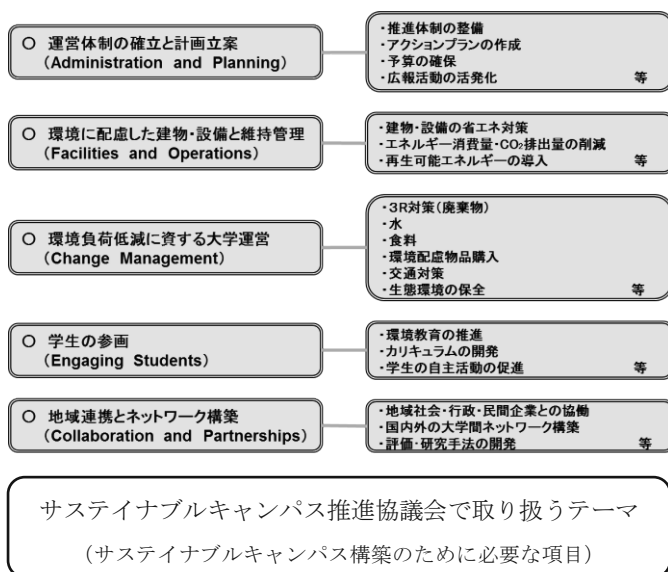 ○ 運営体制の確立と計画立案
(Administration and Planning)
・推進体制の整備
・アクションプランの作成
・予算の確保
・広報活動の活発化 等
○ 環境に配慮した建物・設備と維持管理
(Facilities and Operations)
・建物・設備の省エネ対策
・エネルギー消費量・CO₂排出量の削減
・再生可能エネルギーの導入 等
○ 環境負荷低減に資する大学運営
(Change Management)
・3R対策(廃棄物)
・水
・食料
・環境配慮物品購入
・交通対策
・生態環境の保全 等
○ 学生の参画
(Engaging Students)
・環境教育の推進
・カリキュラムの開発
・学生の自主活動の促進 等
○ 地域連携とネットワーク構築
(Collaboration and Partnerships)
・地域社会・行政・民間企業との協働
・国内外の大学間ネットワーク構築
・評価・研究手法の開発 等
サステイナブルキャンパス推進協議会で取り扱うテーマ
(サステイナブルキャンパス構築のために必要な項目)